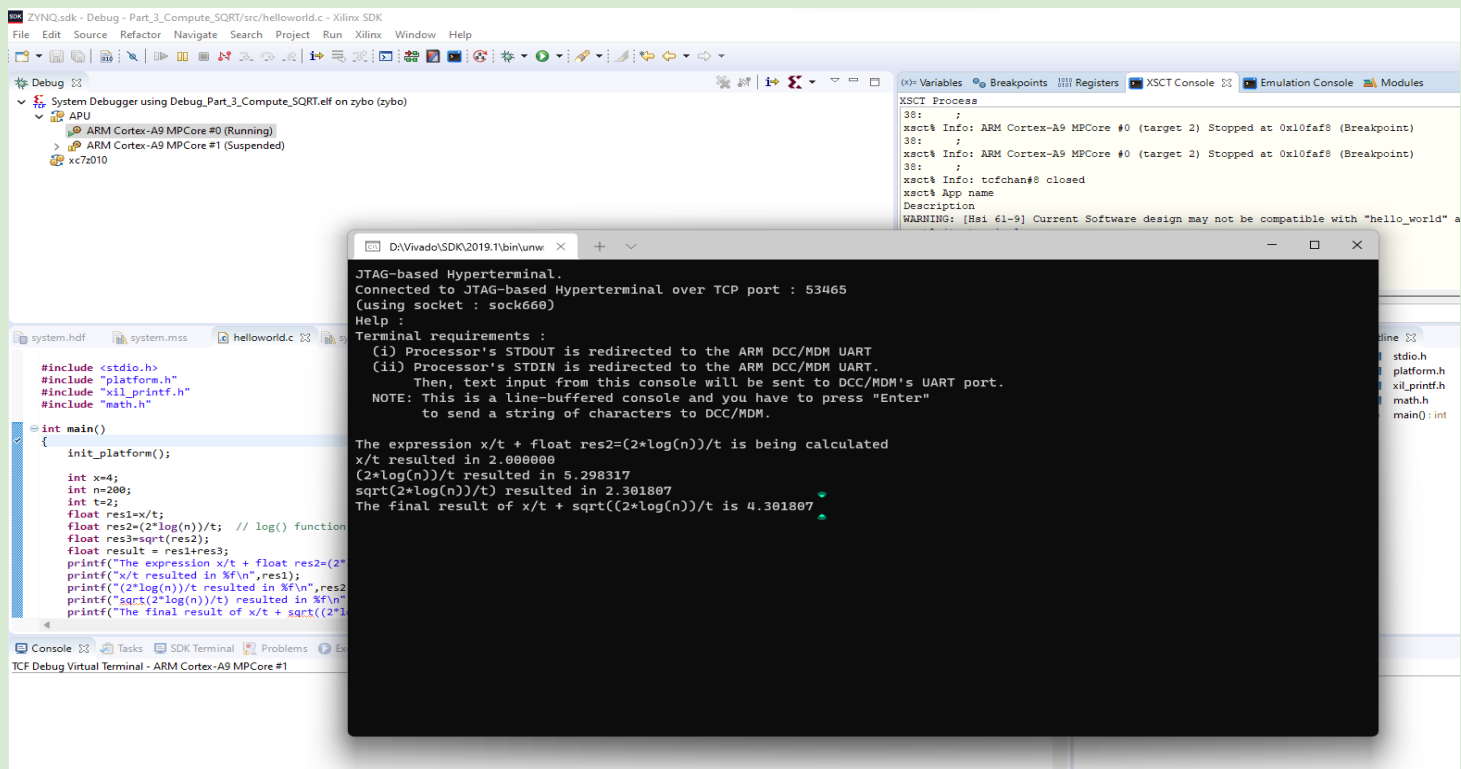 SDK ZYNQ.sdk - Debug - Part_3_Compute_SQRT/src/helloworld.c - Xilinx SDK
File Edit Source Refactor Navigate Search Project Run Xilinx Window Help
Debug
System Debugger using Debug_Part_3_Compute_SQRT.elf on zybo (zybo)
APU
ARM Cortex-A9 MPCore #0 (Running)
ARM Cortex-A9 MPCore #1 (Suspended)
xc7z010
(x)= Variables Breakpoints Registers XSCT Console Emulation Console Modules
XSCT Process
38: ;
xsct% Info: ARM Cortex-A9 MPCore #0 (target 2) Stopped at 0x10faf8 (Breakpoint)
38: ;
xsct% Info: ARM Cortex-A9 MPCore #0 (target 2) Stopped at 0x10faf8 (Breakpoint)
38: ;
xsct% Info: tcfchan#8 closed
xsct% App name
Description
WARNING: [Hsi 61-9] Current Software design may not be compatible with "hello_world" a
D:\Vivado\SDK\2019.1\bin\unw
JTAG-based Hyperterminal.
Connected to JTAG-based Hyperterminal over TCP port : 53465
(using socket : sock660)
Help :
Terminal requirements :
(i) Processor's STDOUT is redirected to the ARM DCC/MDM UART
(ii) Processor's STDIN is redirected to the ARM DCC/MDM UART.
Then, text input from this console will be sent to DCC/MDM's UART port.
NOTE: This is a line-buffered console and you have to press "Enter"
to send a string of characters to DCC/MDM.
The expression x/t + float res2=(2*log(n))/t is being calculated
x/t resulted in 2.000000
(2*log(n))/t resulted in 5.298317
sqrt(2*log(n))/t) resulted in 2.301807
The final result of x/t + sqrt((2*log(n))/t is 4.301807
system.hdf system.mss helloworld.c sy
#include <stdio.h>
#include "platform.h"
#include "xil_printf.h"
#include "math.h"
int main()
{
init_platform();
int x=4;
int n=200;
int t=2;
float res1=x/t;
float res2=(2*log(n))/t; // log() function
float res3=sqrt(res2);
float result = res1+res3;
printf("The expression x/t + float res2=(2*
printf("x/t resulted in %f\n",res1);
printf("(2*log(n))/t resulted in %f\n",res2
printf("sqrt(2*log(n))/t) resulted in %f\n"
printf("The final result of x/t + sqrt((2*l
line
stdio.h
platform.h
xil_printf.h
math.h
main() : int
Console Tasks SDK Terminal Problems Ex
TCF Debug Virtual Terminal - ARM Cortex-A9 MPCore #1